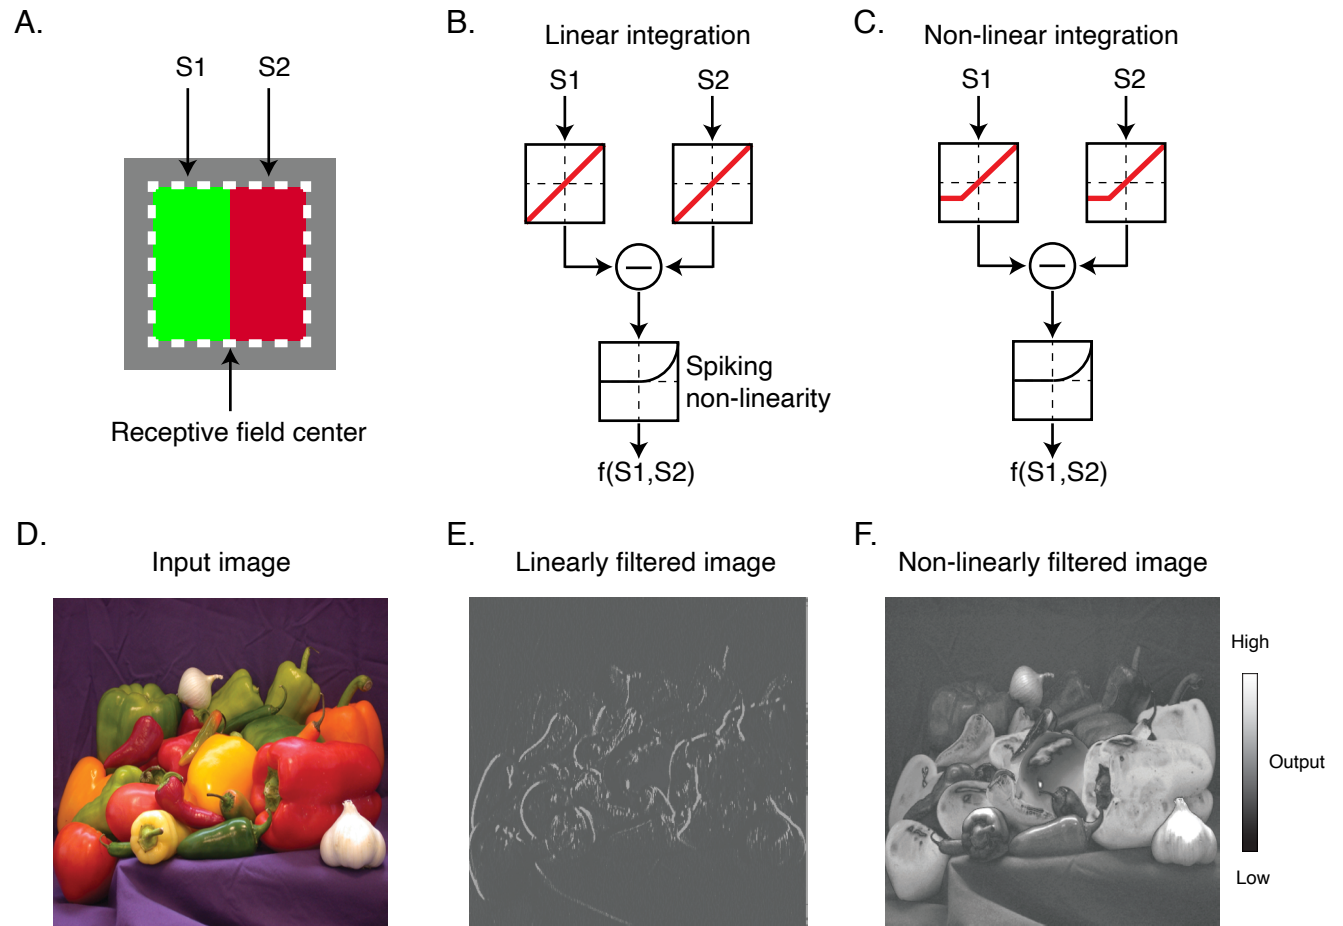 A.
S1 S2
Receptive field center
B.
Linear integration
S1 S2
Spiking
non-linearity
f(S1,S2)
C.
Non-linear integration
S1 S2
f(S1,S2)
D.
Input image
E.
Linearly filtered image
F.
Non-linearly filtered image
High
Output
Low